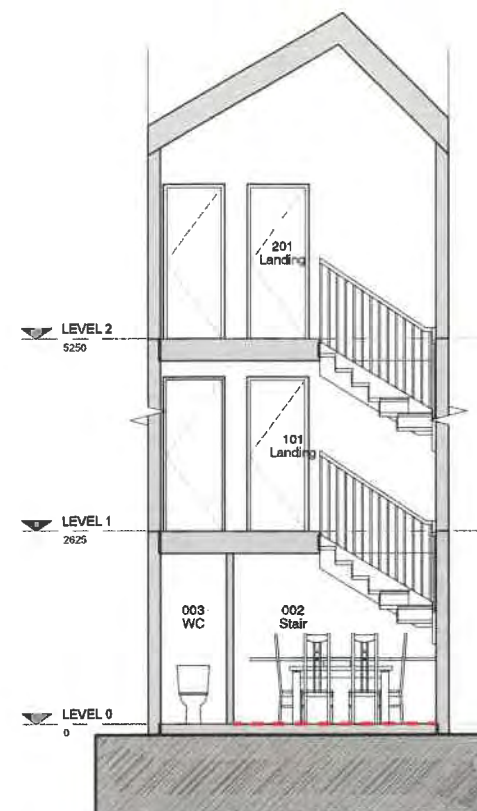 201
Landing
LEVEL 2
5250
101
Landing
LEVEL 1
2625
003
WC
002
Stair
LEVEL 0
0